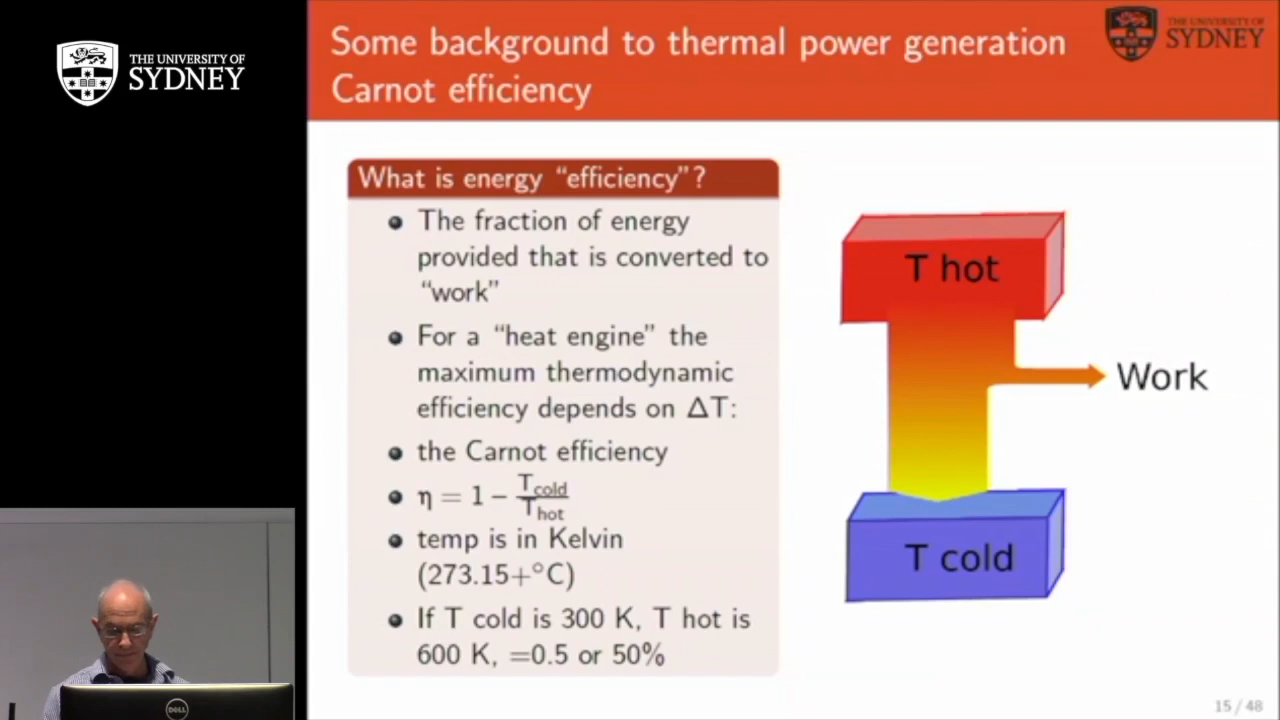 THE UNIVERSITY OF
SYDNEY
Some background to thermal power generation
Carnot efficiency
THE UNIVERSITY OF
SYDNEY
What is energy “efficiency”?
The fraction of energy
provided that is converted to
“work”
For a “heat engine” the
maximum thermodynamic
efficiency depends on ΔT:
the Carnot efficiency
η = 1 − T_cold/T_hot
temp is in Kelvin
(273.15+°C)
If T cold is 300 K, T hot is
600 K, =0.5 or 50%
T hot
Work
T cold
DELL
15 / 48